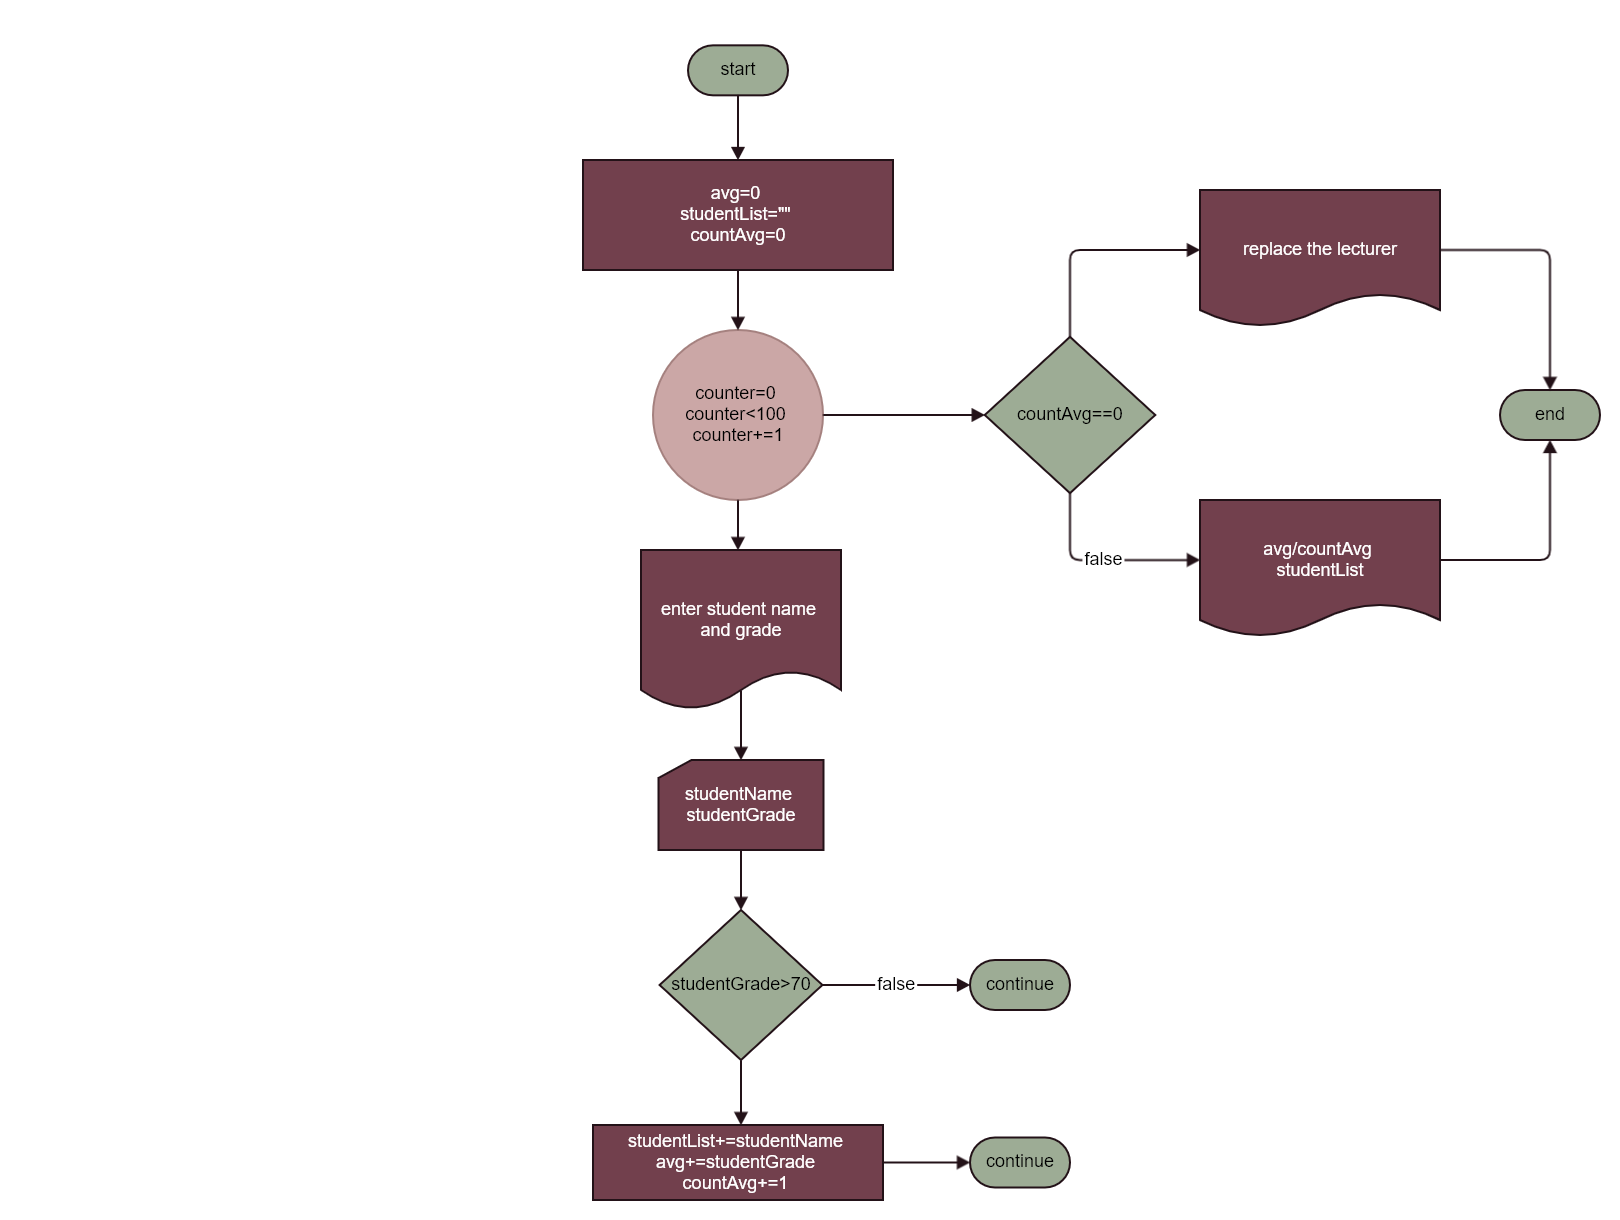 start
avg=0
studentList=""
countAvg=0
counter=0
counter<100
counter+=1
countAvg==0
replace the lecturer
end
false
avg/countAvg
studentList
enter student name
and grade
studentName
studentGrade
studentGrade>70
false
continue
studentList+=studentName
avg+=studentGrade
countAvg+=1
continue